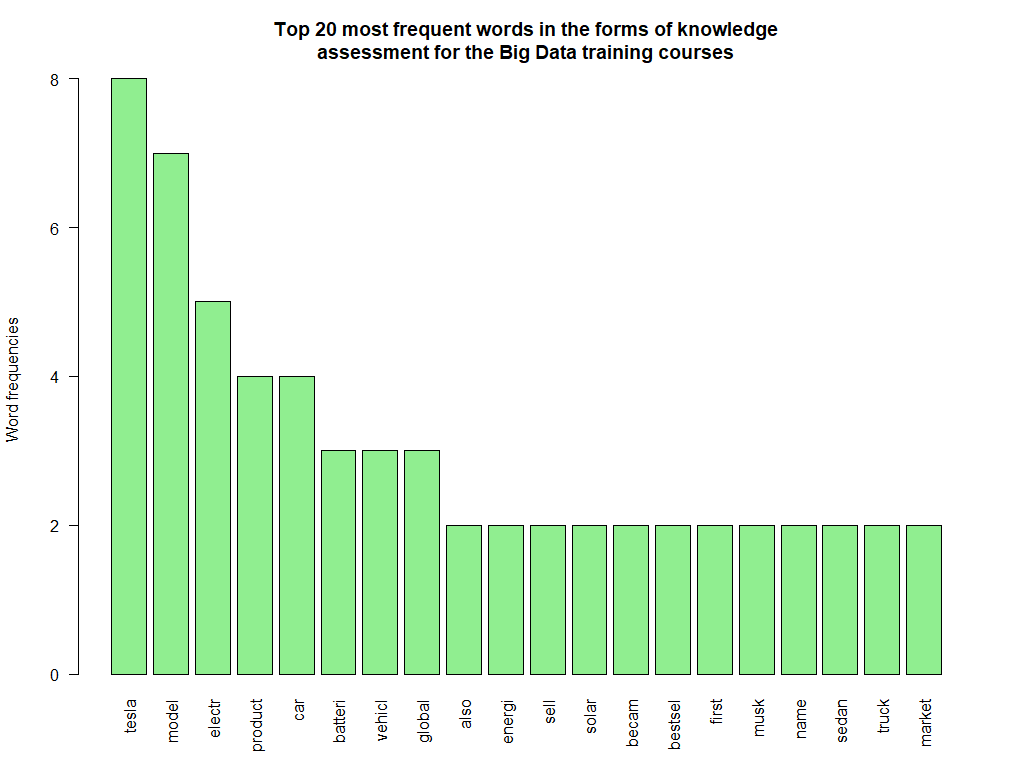 Top 20 most frequent words in the forms of knowledge
assessment for the Big Data training courses
Word frequencies
8
6
4
2
0
tesla
model
electr
product
car
batteri
vehicl
global
also
energi
sell
solar
becam
bestsel
first
musk
name
sedan
truck
market